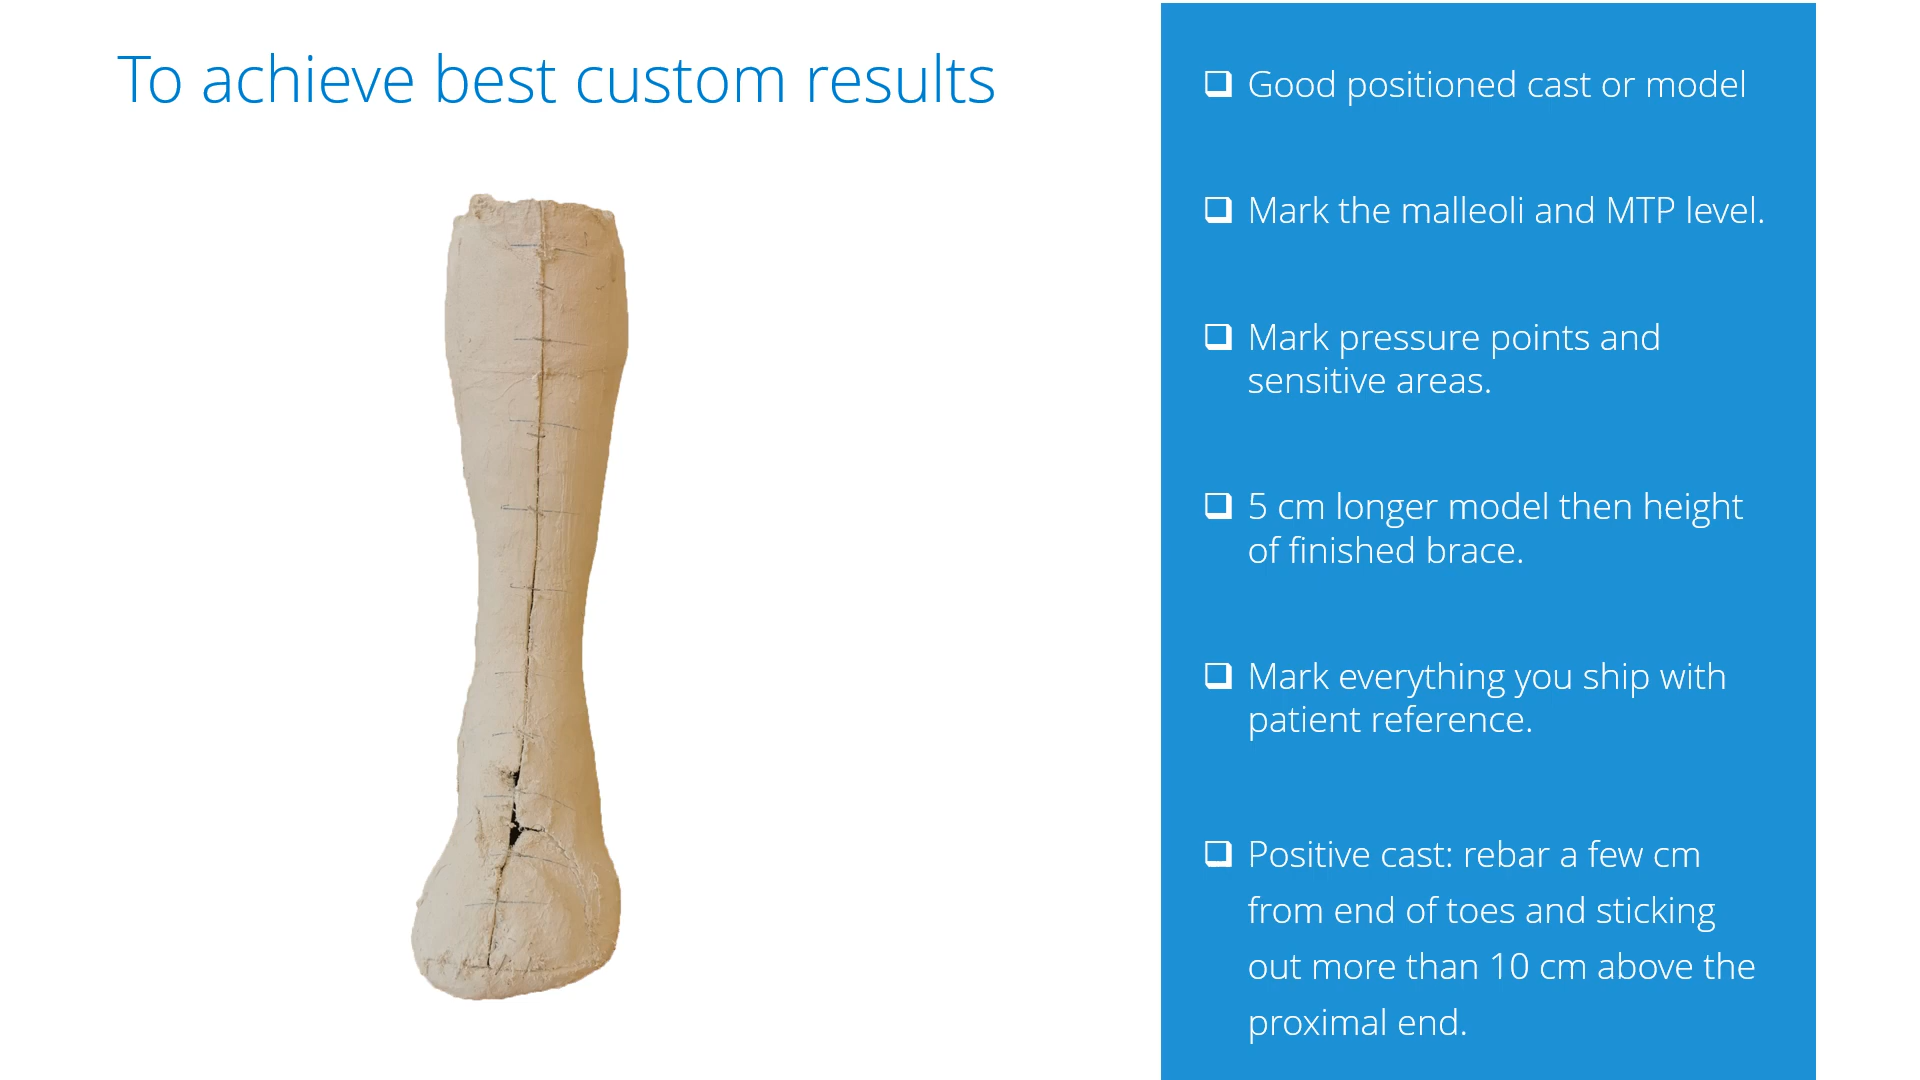 To achieve best custom results
Good positioned cast or model
Mark the malleoli and MTP level.
Mark pressure points and
sensitive areas.
5 cm longer model then height
of finished brace.
Mark everything you ship with
patient reference.
Positive cast: rebar a few cm
from end of toes and sticking
out more than 10 cm above the
proximal end.